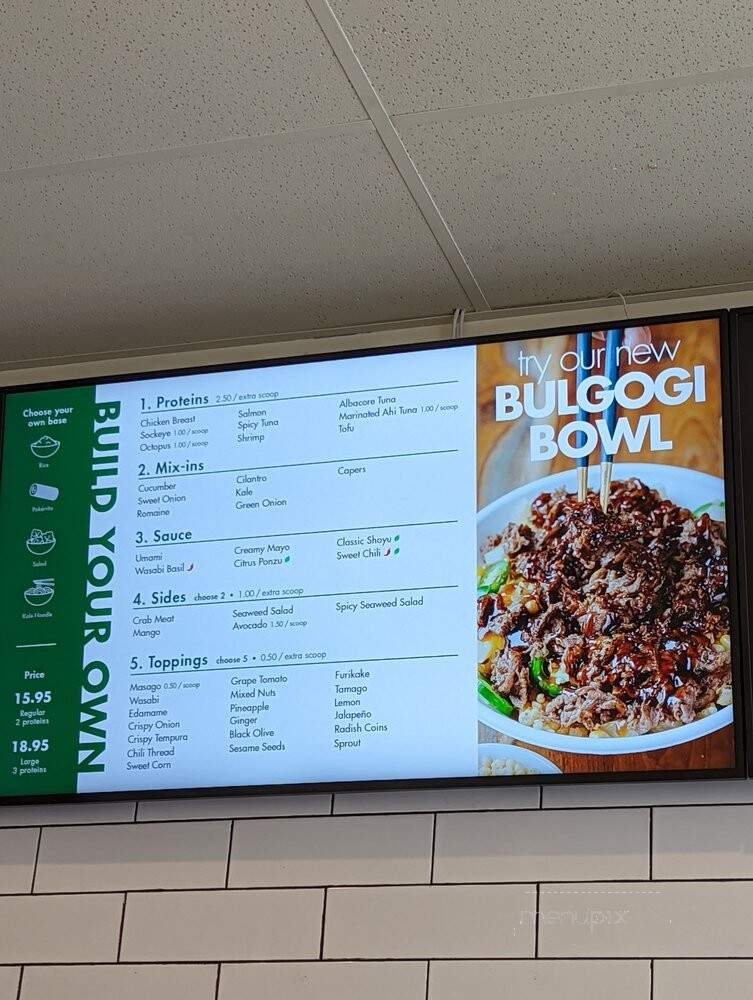 Choose your
own base
Rice
Pokérrito
Salad
Kale Noodle
Price
15.95
Regular
2 proteins
18.95
Large
3 proteins
BUILD YOUR OWN
1. Proteins 2.50 / extra scoop
Chicken Breast
Sockeye 1.00 / scoop
Octopus 1.00 / scoop
Salmon
Spicy Tuna
Shrimp
Albacore Tuna
Marinated Ahi Tuna 1.00 / scoop
Tofu
2. Mix-ins
Cucumber
Sweet Onion
Romaine
Cilantro
Kale
Green Onion
Capers
3. Sauce
Umami
Wasabi Basil
Creamy Mayo
Citrus Ponzu
Classic Shoyu
Sweet Chili
4. Sides choose 2 • 1.00 / extra scoop
Crab Meat
Mango
Seaweed Salad
Avocado 1.50 / scoop
Spicy Seaweed Salad
5. Toppings choose 5 • 0.50 / extra scoop
Masago 0.50 / scoop
Wasabi
Edamame
Crispy Onion
Crispy Tempura
Chili Thread
Sweet Corn
Grape Tomato
Mixed Nuts
Pineapple
Ginger
Black Olive
Sesame Seeds
Furikake
Tamago
Lemon
Jalapeño
Radish Coins
Sprout
try our new
BULGOGI
BOWL
menupix